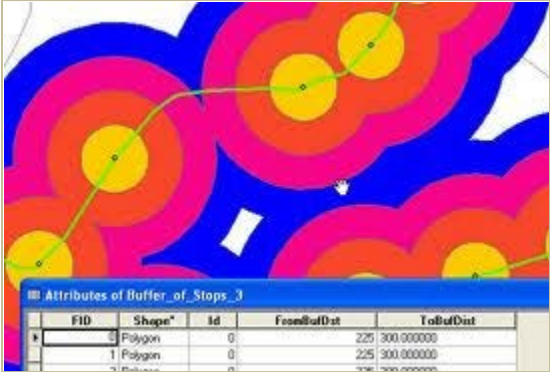 Attributes of Buffer_of_Stops_3
FID Shape* Id FromBufDst ToBufDist
0 Polygon 0 225 300.000000
1 Polygon 0 225 300.000000